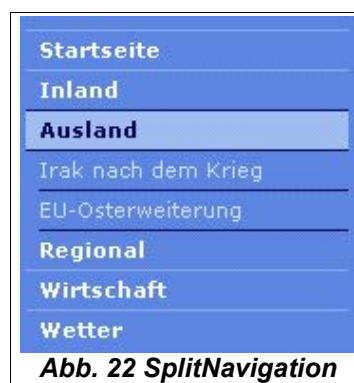 Startseite
Inland
Ausland
Irak nach dem Krieg
EU-Osterweiterung
Regional
Wirtschaft
Wetter
Abb. 22 SplitNavigation